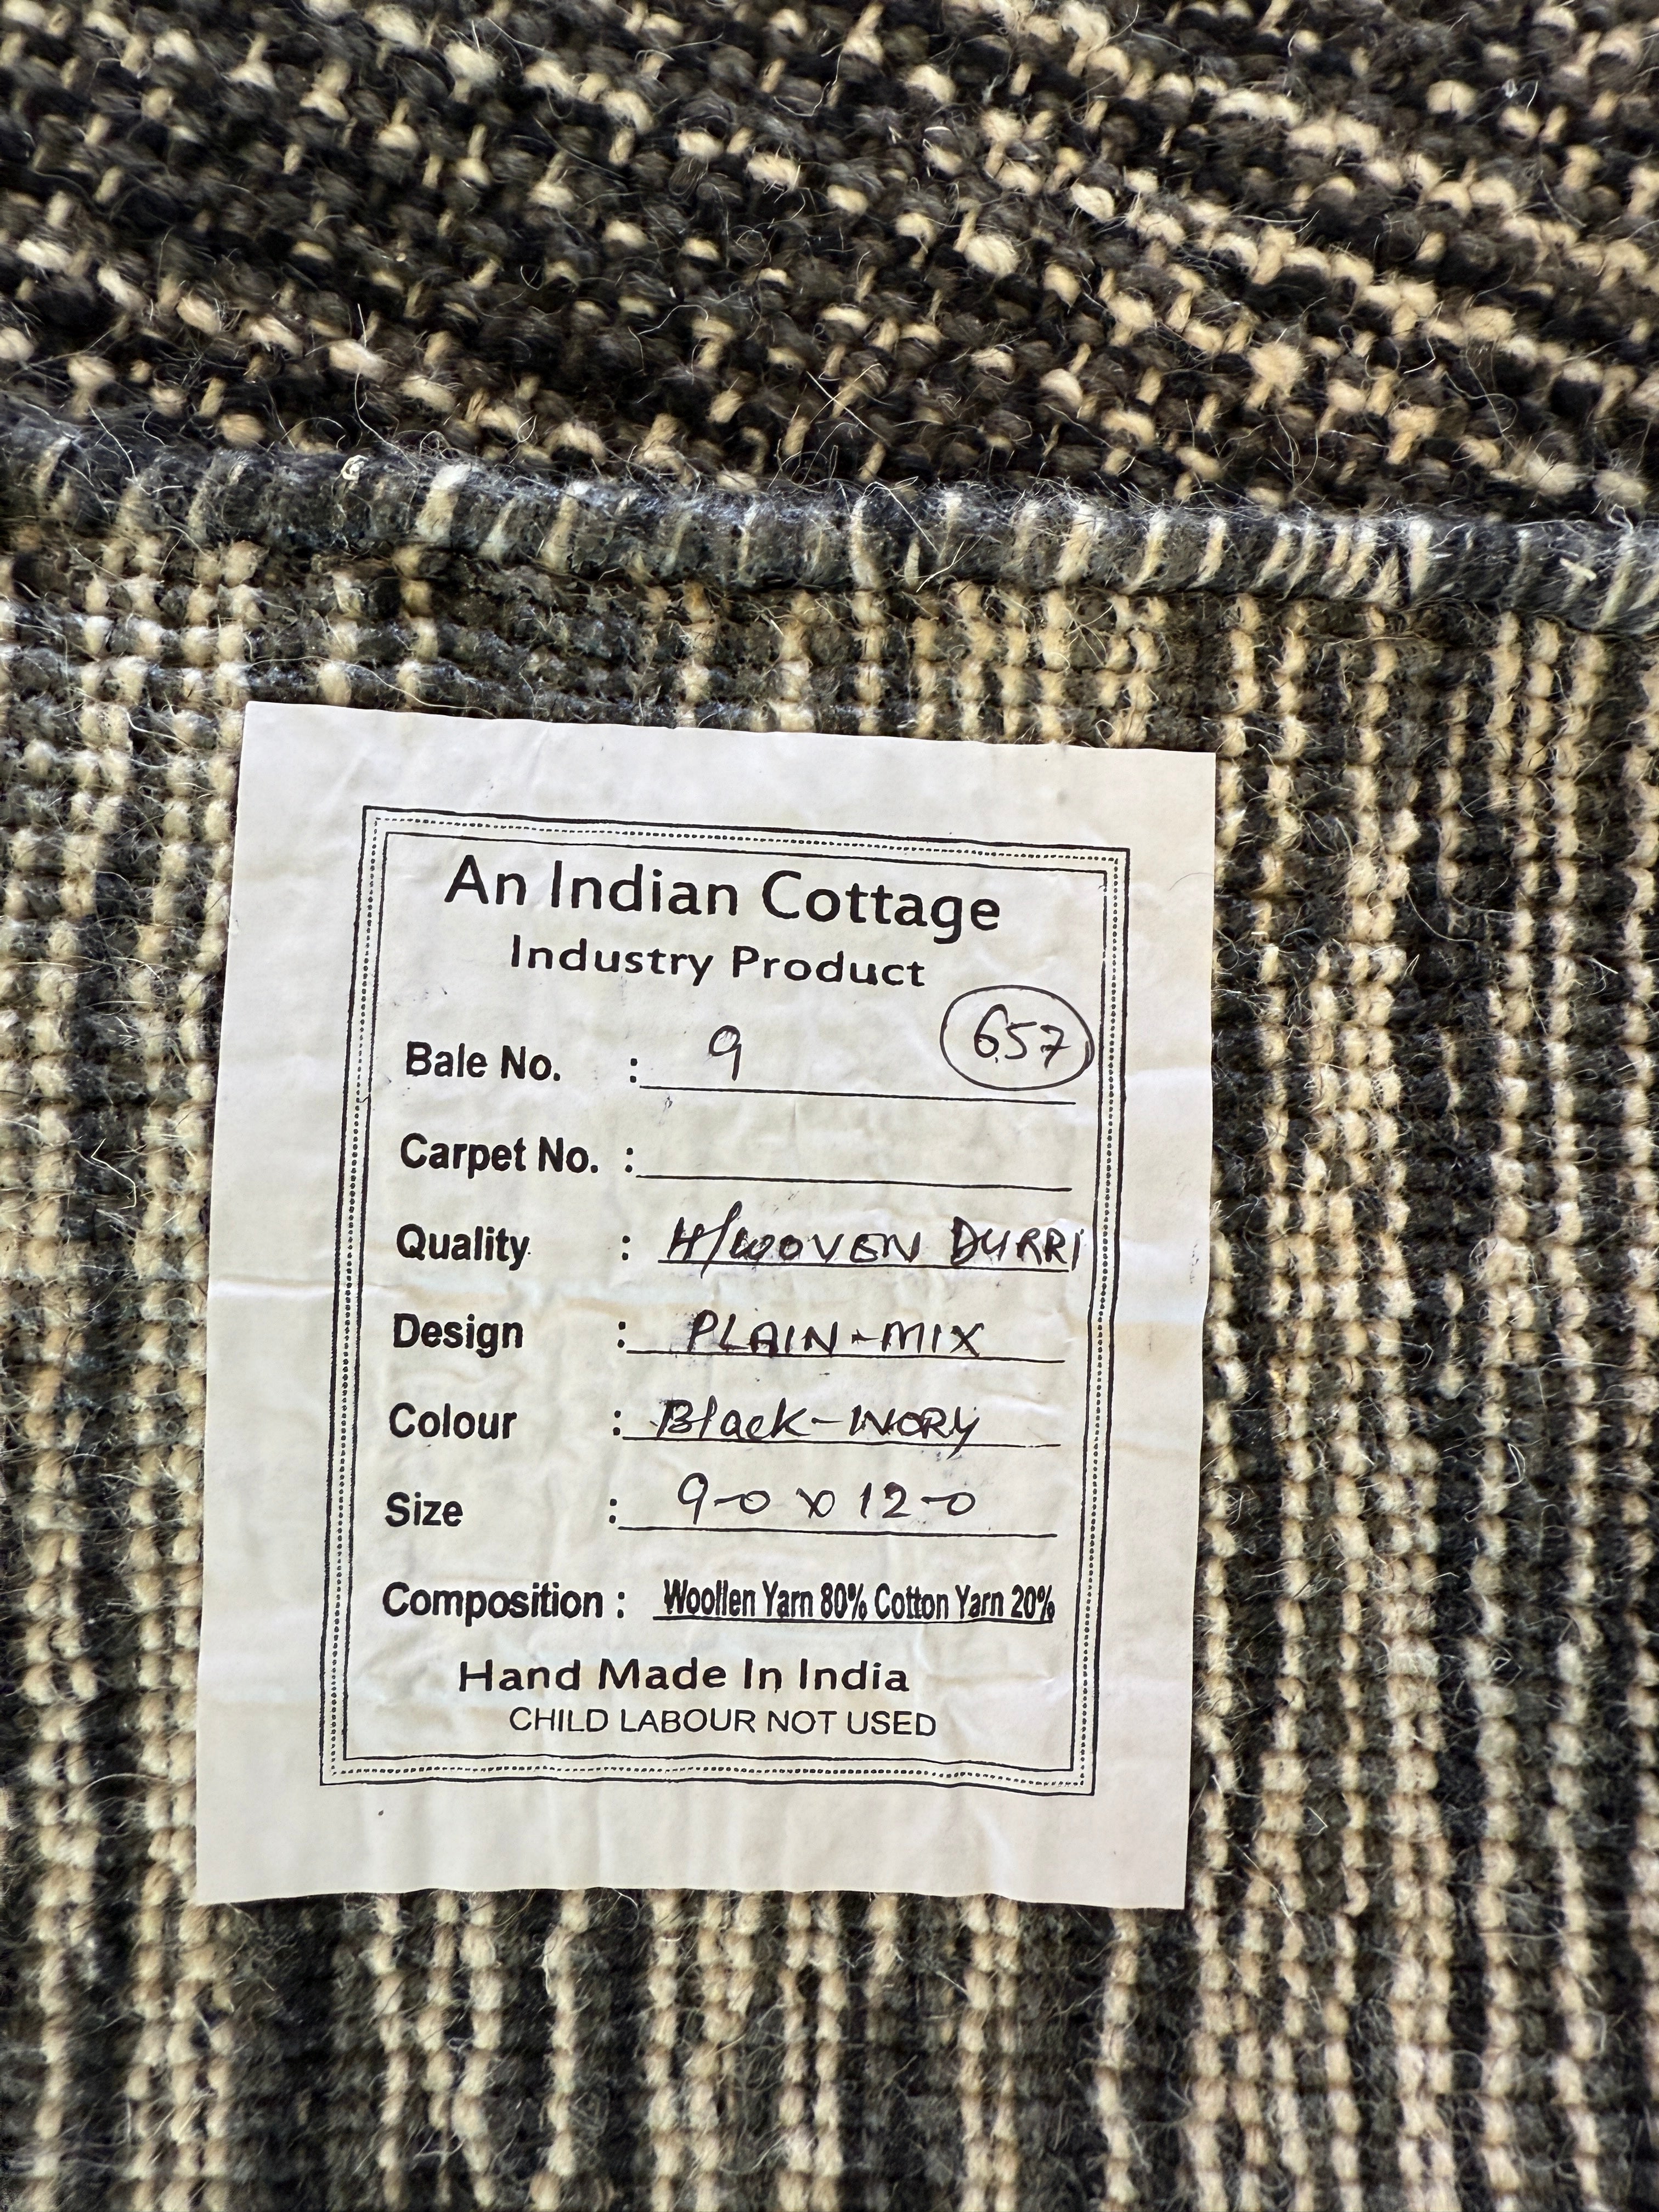 An Indian Cottage
Industry Product
Bale No. : 9 657
Carpet No. :
Quality : H/WOVEN DURRI
Design : PLAIN-MIX
Colour : Black-IVORY
Size : 9-0 x 12-0
Composition : Woollen Yarn 80% Cotton Yarn 20%
Hand Made In India
CHILD LABOUR NOT USED